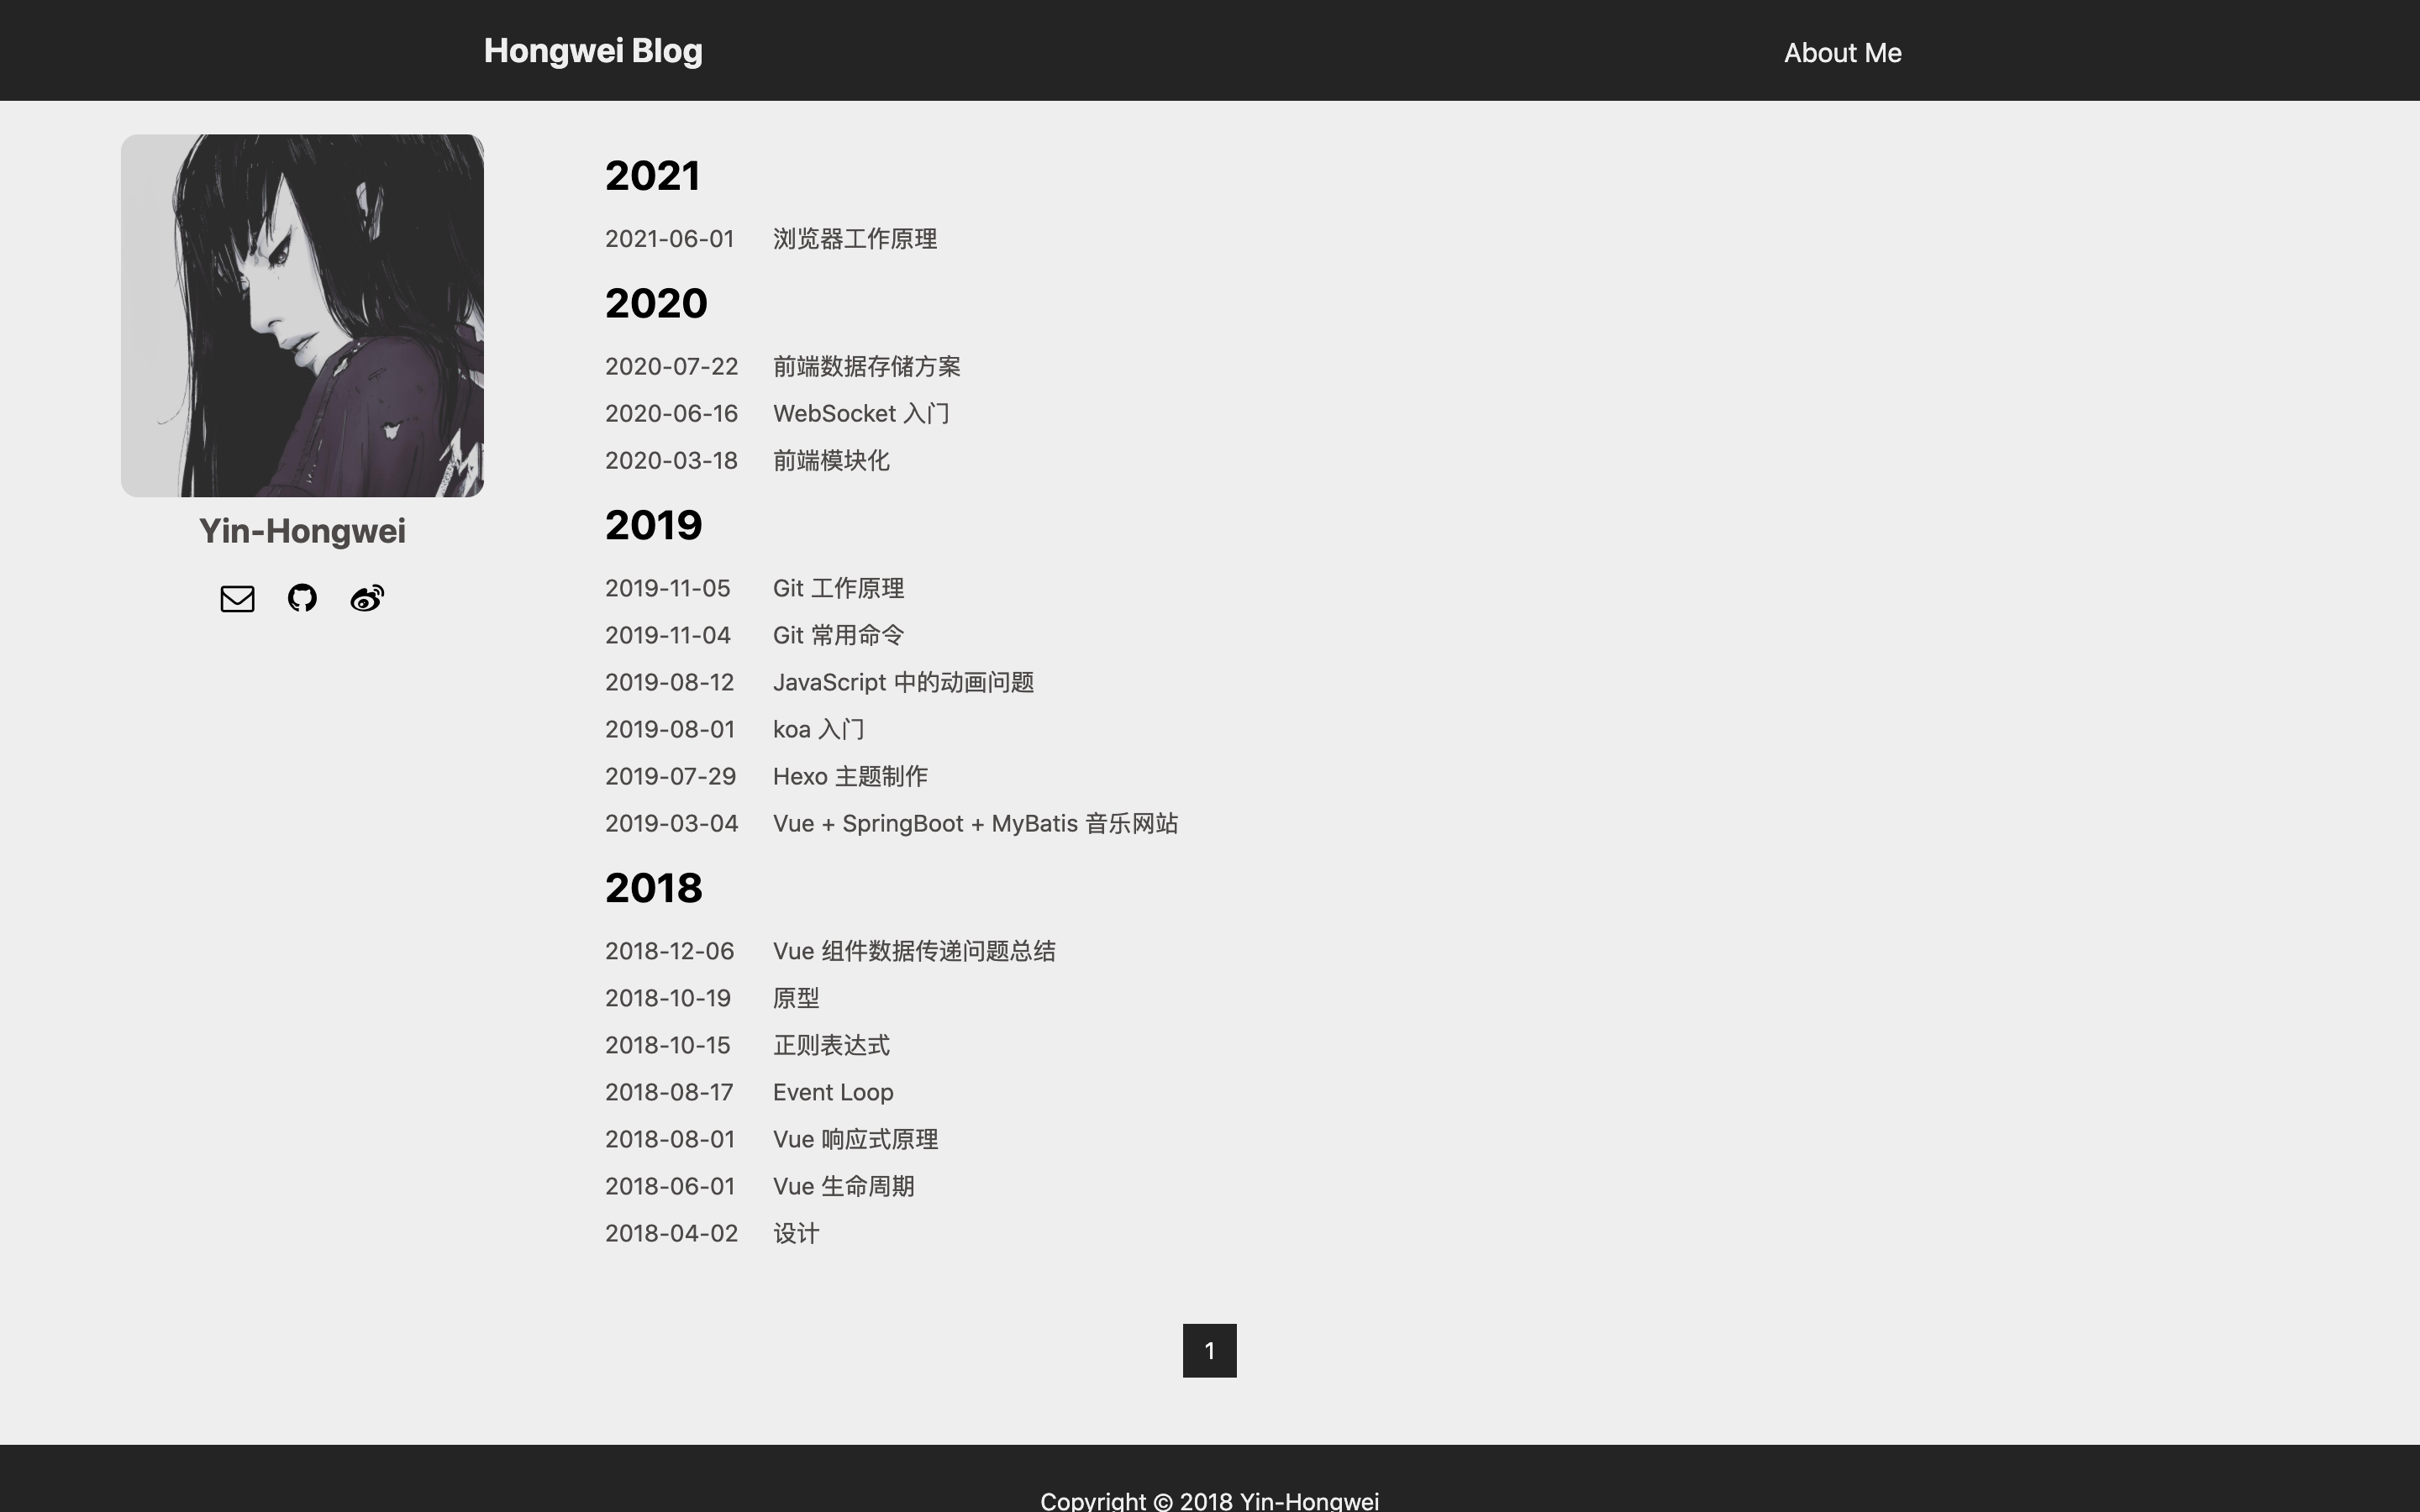 Hongwei Blog
About Me
Yin-Hongwei
2021
2021-06-01 浏览器工作原理
2020
2020-07-22 前端数据存储方案
2020-06-16 WebSocket 入门
2020-03-18 前端模块化
2019
2019-11-05 Git 工作原理
2019-11-04 Git 常用命令
2019-08-12 JavaScript 中的动画问题
2019-08-01 koa 入门
2019-07-29 Hexo 主题制作
2019-03-04 Vue + SpringBoot + MyBatis 音乐网站
2018
2018-12-06 Vue 组件数据传递问题总结
2018-10-19 原型
2018-10-15 正则表达式
2018-08-17 Event Loop
2018-08-01 Vue 响应式原理
2018-06-01 Vue 生命周期
2018-04-02 设计
1
Copyright © 2018 Yin-Hongwei